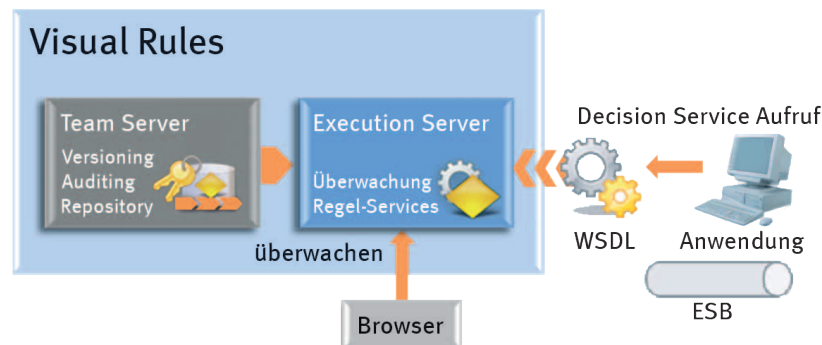 Visual Rules
Team Server
Versioning
Auditing
Repository
Execution Server
Überwachung
Regel-Services
Decision Service Aufruf
WSDL
Anwendung
ESB
überwachen
Browser